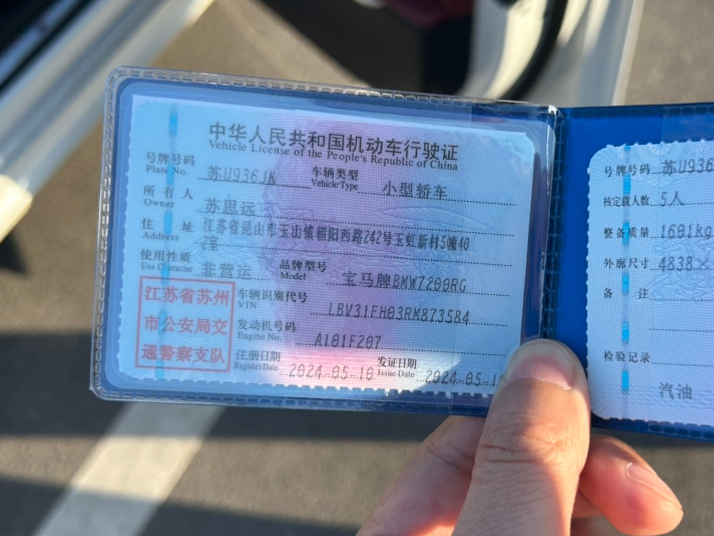 中华人民共和国机动车行驶证
Vehicle License of the People's Republic of China
号牌号码 苏U936JK 车辆类型 小型轿车
Plate No. Vehicle Type
所有人 苏思远
Owner
住址 江苏省昆山市玉山镇朝阳西路242号玉虹新村5幢40
Address 2室
使用性质 非营运 品牌型号 宝马牌BMW7200RG
Use Character Model
江苏省苏州
市公安局交
通警察支队
车辆识别代号 LBV31FH03RM873584
VIN
发动机号码 A101F207
Engine No.
注册日期 2024-05-10 发证日期 2024-05-10
Register Date Issue Date
号牌号码 苏U936
核定载人数 5人
整备质量 1601kg
外廓尺寸 4838×
备注
检验记录
汽油